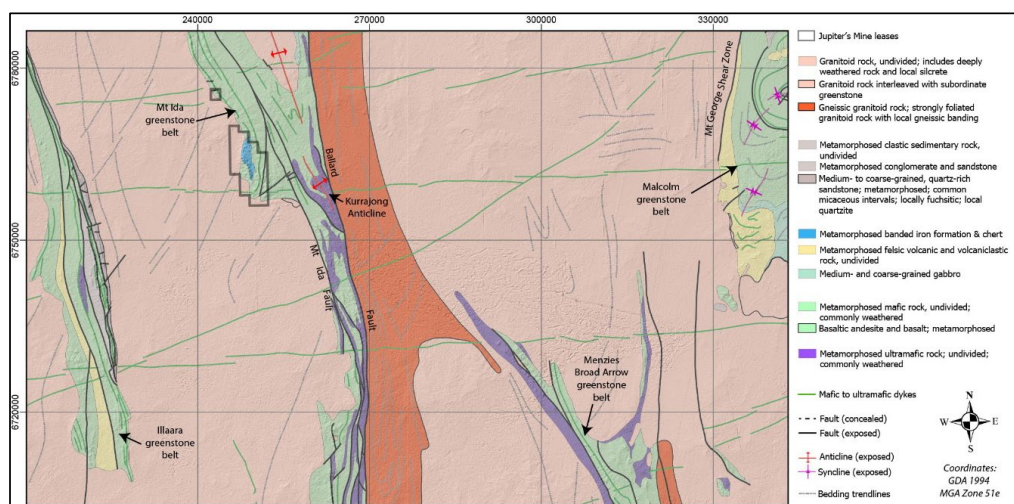 240000
270000
300000
330000
6780000
6750000
6720000
Mt Ida
greenstone
belt
Ballard
Kurrajong
Anticline
Mt Ida Fault
Fault
Mt George Shear Zone
Malcolm
greenstone
belt
Menzies
Broad Arrow
greenstone
belt
Illaara
greenstone
belt
Jupiter's Mine leases
Granitoid rock, undivided; includes deeply
weathered rock and local silcrete
Granitoid rock interleaved with subordinate
greenstone
Gneissic granitoid rock; strongly foliated
granitoid rock with local gneissic banding
Metamorphosed clastic sedimentary rock,
undivided
Metamorphosed conglomerate and sandstone
Medium- to coarse-grained, quartz-rich
sandstone; metamorphosed; common
micaceous intervals; locally fuchsitic; local
quartzite
Metamorphosed banded iron formation & chert
Metamorphosed felsic volcanic and volcaniclastic
rock, undivided
Medium- and coarse-grained gabbro
Metamorphosed mafic rock, undivided;
commonly weathered
Basaltic andesite and basalt; metamorphosed
Metamorphosed ultramafic rock; undivided;
commonly weathered
Mafic to ultramafic dykes
Fault (concealed)
Fault (exposed)
Anticline (exposed)
Syncline (exposed)
Bedding trendlines
N
W
E
S
Coordinates:
GDA 1994
MGA Zone 51e